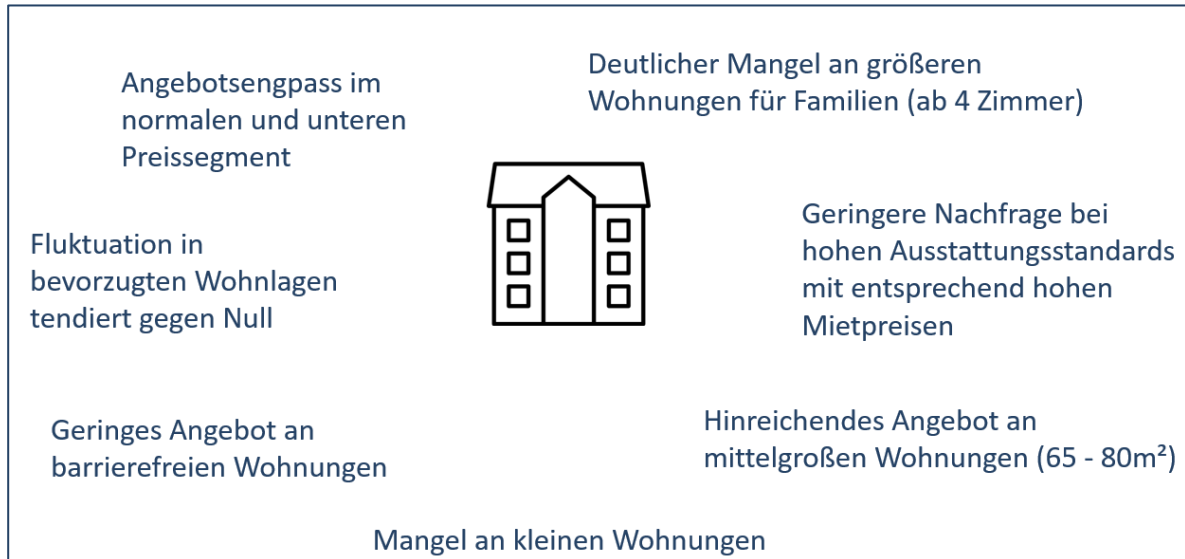 Angebotsengpass im
normalen und unteren
Preissegment
Deutlicher Mangel an größeren
Wohnungen für Familien (ab 4 Zimmer)
Fluktuation in
bevorzugten Wohnlagen
tendiert gegen Null
Geringere Nachfrage bei
hohen Ausstattungsstandards
mit entsprechend hohen
Mietpreisen
Geringes Angebot an
barrierefreien Wohnungen
Hinreichendes Angebot an
mittelgroßen Wohnungen (65 - 80m²)
Mangel an kleinen Wohnungen